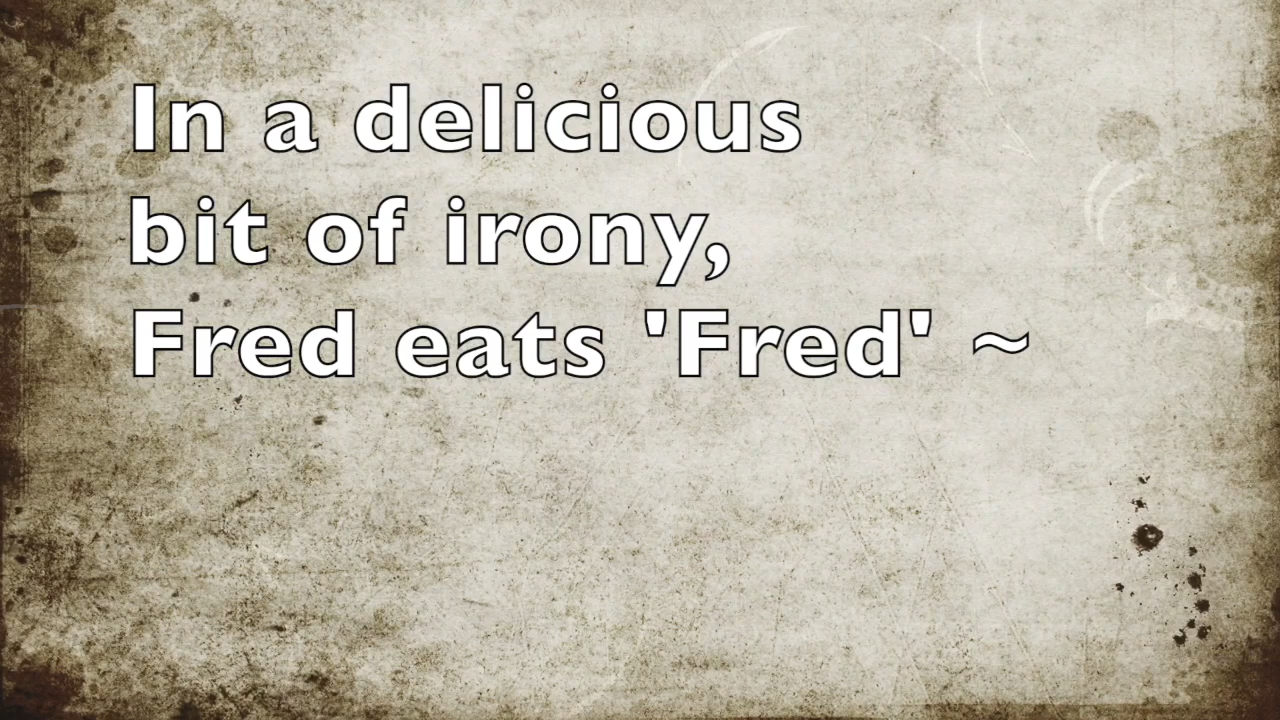 In a delicious
bit of irony,
Fred eats 'Fred' ~